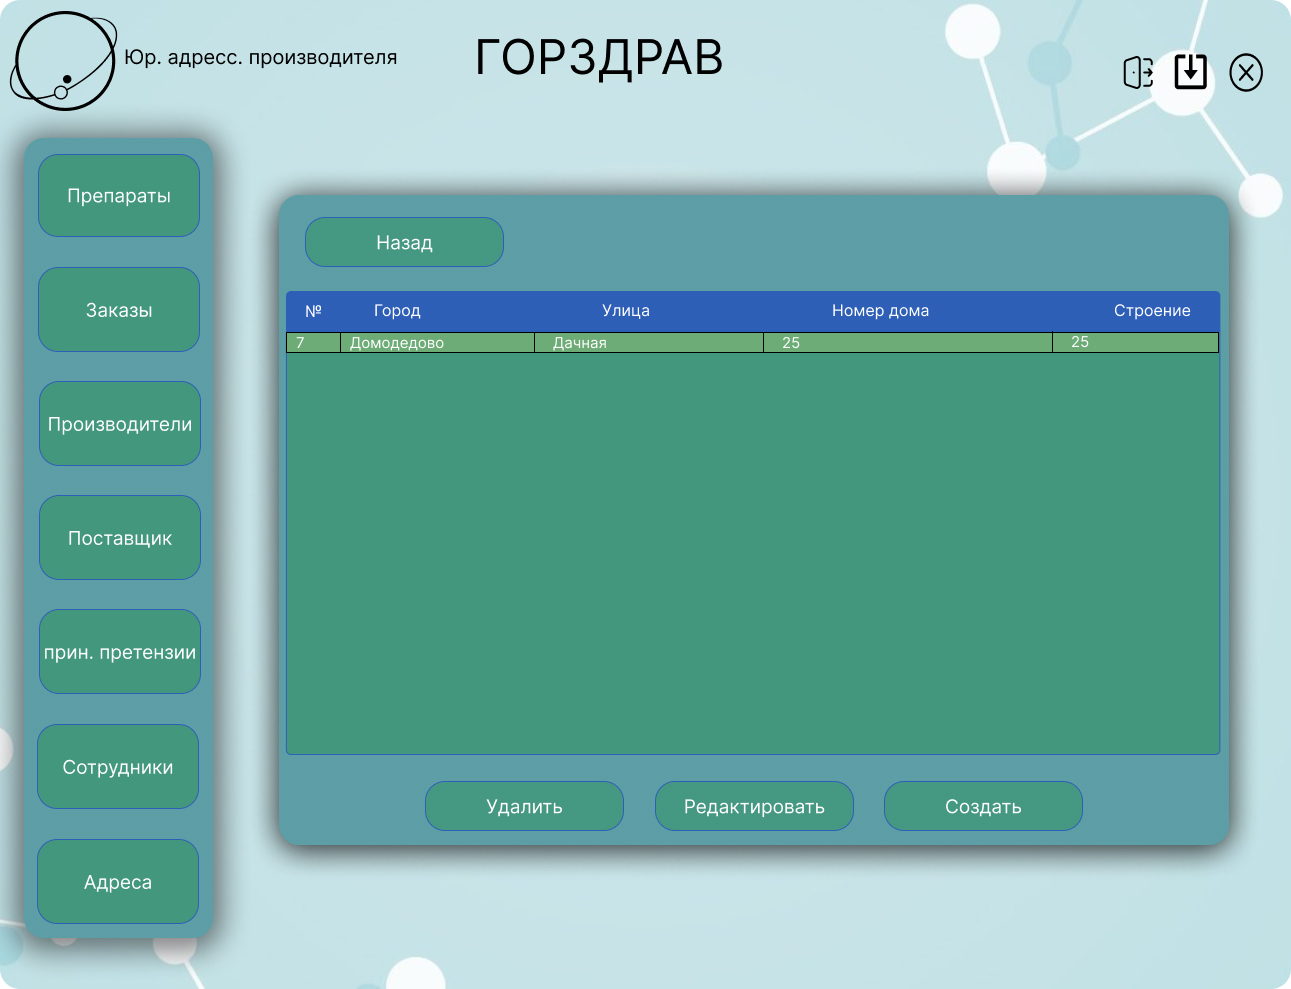 Юр. адресс. производителя
ГОРЗДРАВ
Препараты
Заказы
Производители
Поставщик
прин. претензии
Сотрудники
Адреса
Назад
№ Город Улица Номер дома Строение
7 Домодедово Дачная 25 25
Удалить Редактировать Создать